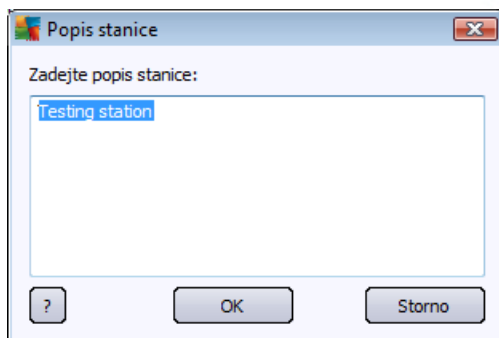 Popis stanice
Zadejte popis stanice:
Testing station
?
OK
Storno